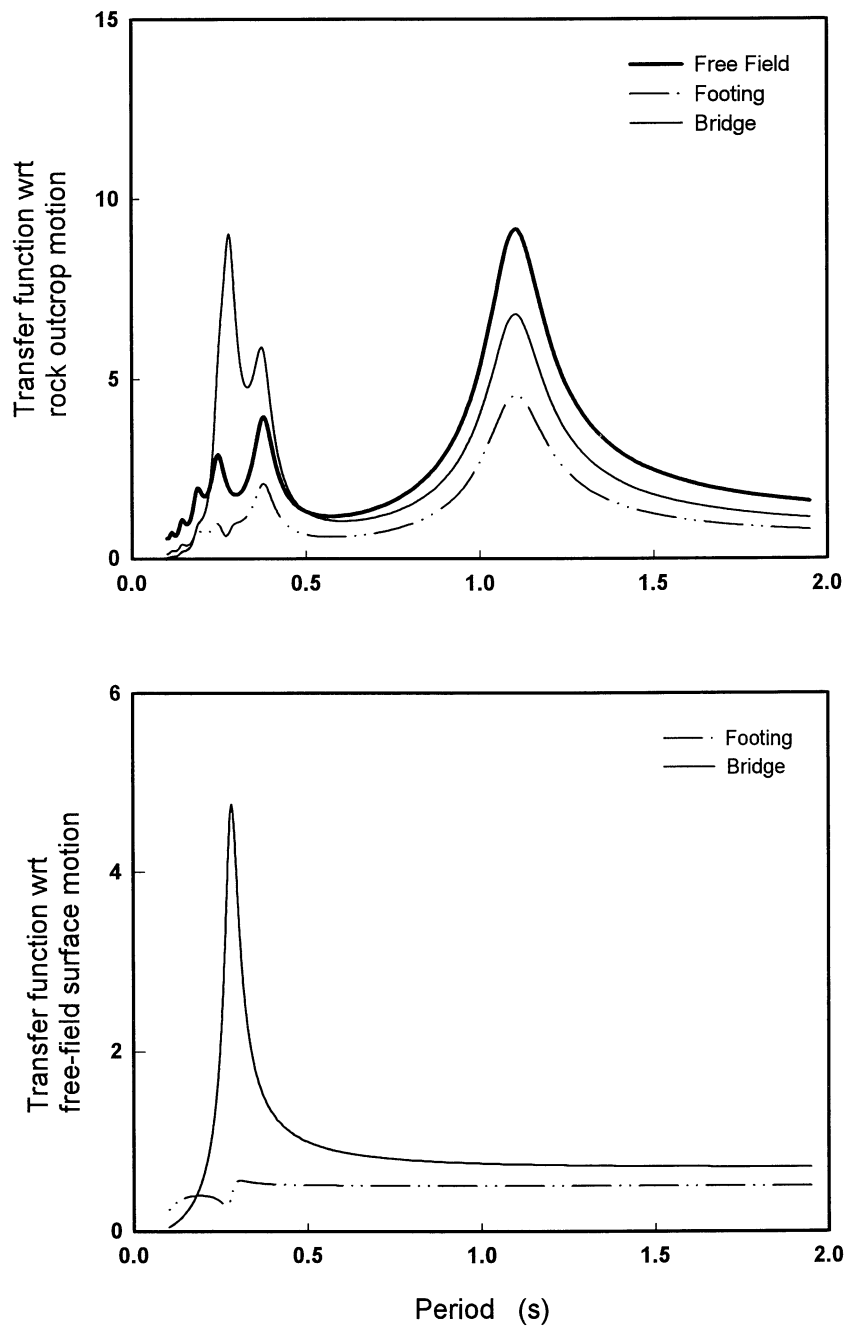 15
10
5
0
Transfer function wrt
rock outcrop motion
Free Field
Footing
Bridge
0.0
0.5
1.0
1.5
2.0
6
4
2
0
Transfer function wrt
free-field surface motion
Footing
Bridge
0.0
0.5
1.0
1.5
2.0
Period (s)